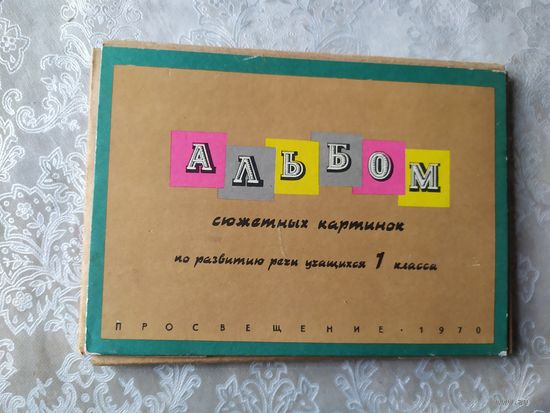 АЛЬБОМ
сюжетных картинок
по развитию речи учащихся 1 класса
ПРОСВЕЩЕНИЕ · 1970